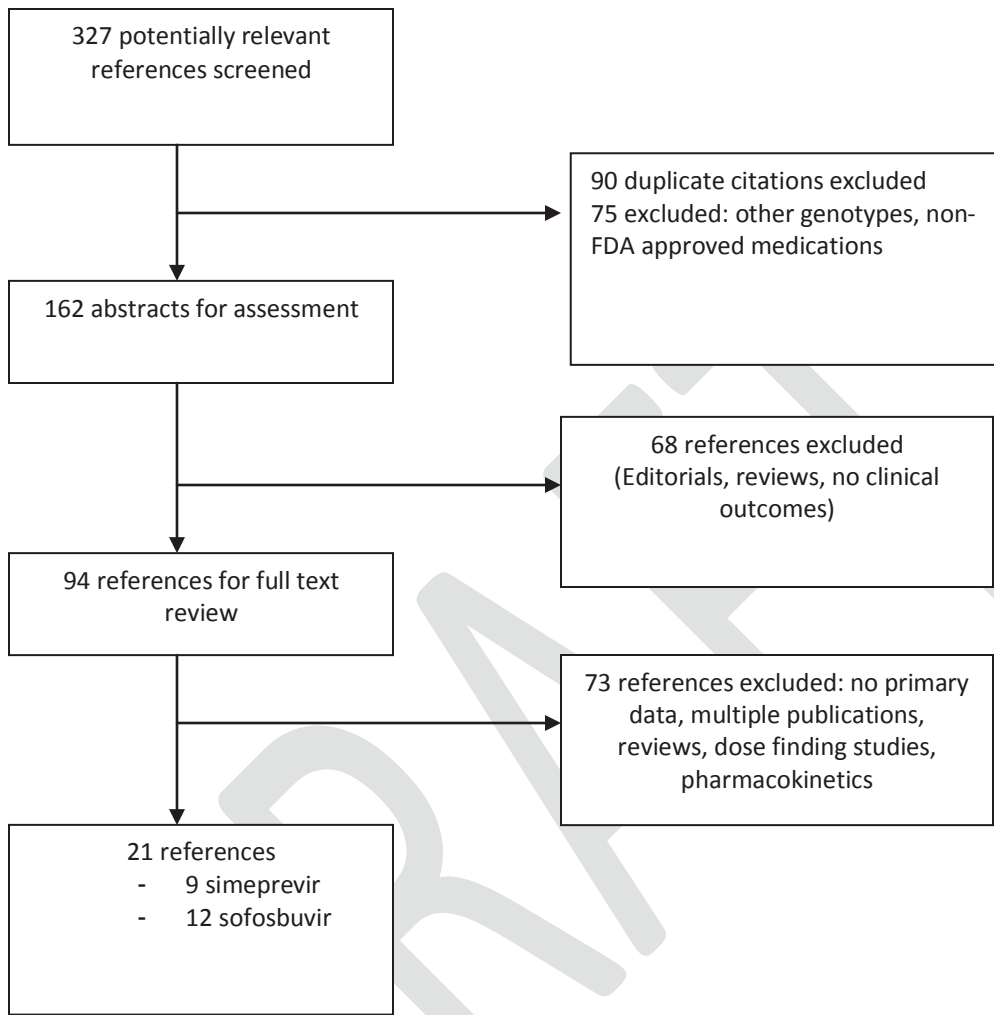 327 potentially relevant
references screened
90 duplicate citations excluded
75 excluded: other genotypes, non-
FDA approved medications
162 abstracts for assessment
68 references excluded
(Editorials, reviews, no clinical
outcomes)
94 references for full text
review
73 references excluded: no primary
data, multiple publications,
reviews, dose finding studies,
pharmacokinetics
21 references
- 9 simeprevir
- 12 sofosbuvir
DRAFT